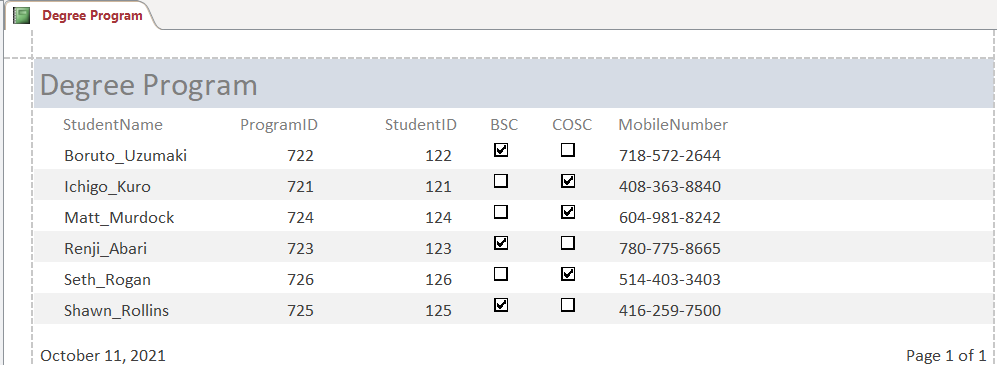 Degree Program
Degree Program
StudentName ProgramID StudentID BSC COSC MobileNumber
Boruto_Uzumaki 722 122 718-572-2644
Ichigo_Kuro 721 121 408-363-8840
Matt_Murdock 724 124 604-981-8242
Renji_Abari 723 123 780-775-8665
Seth_Rogan 726 126 514-403-3403
Shawn_Rollins 725 125 416-259-7500
October 11, 2021 Page 1 of 1